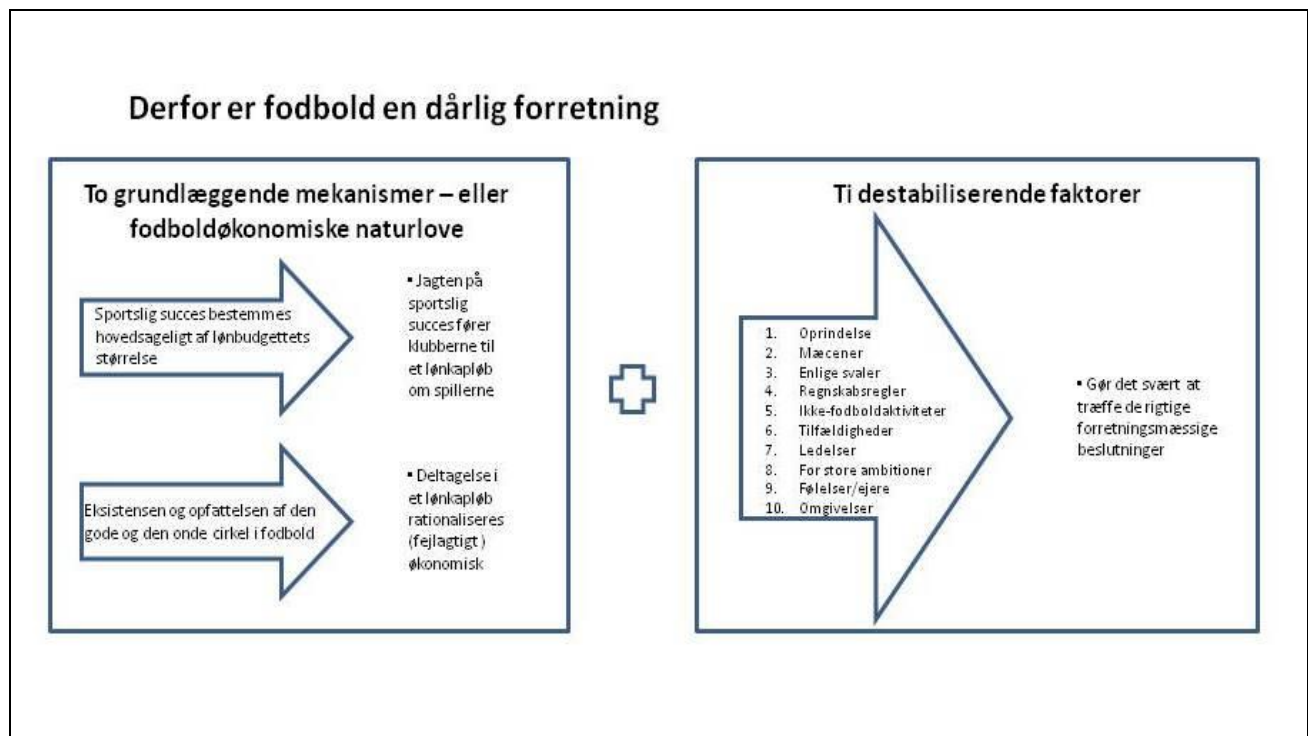 Derfor er fodbold en dårlig forretning
To grundlæggende mekanismer – eller
fodboldøkonomiske naturlove
Sportslig succes bestemmes
hovedsageligt af lønbudgettets
størrelse
▪ Jagten på
sportslig
succes fører
klubberne til
et lønkapløb
om spillerne
Eksistensen og opfattelsen af den
gode og den onde cirkel i fodbold
▪ Deltagelse i
et lønkapløb
rationaliseres
(fejlagtigt)
økonomisk
Ti destabiliserende faktorer
1. Oprindelse
2. Mæcener
3. Enlige svaler
4. Regnskabsregler
5. Ikke-fodboldaktiviteter
6. Tilfældigheder
7. Ledelser
8. For store ambitioner
9. Følelser/ejere
10. Omgivelser
▪ Gør det svært at
træffe de rigtige
forretningsmæssige
beslutninger